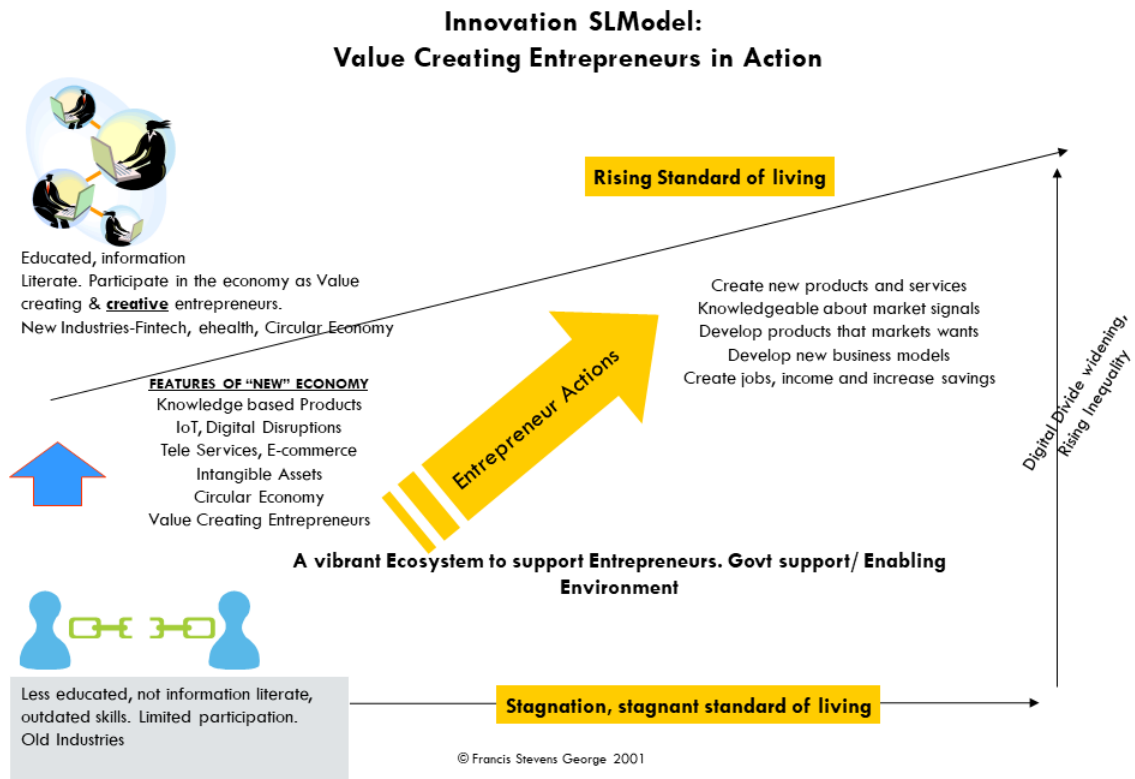 Innovation SLModel:
Value Creating Entrepreneurs in Action
Rising Standard of living
Educated, information
Literate. Participate in the economy as Value
creating & creative entrepreneurs.
New Industries-Fintech, ehealth, Circular Economy
Create new products and services
Knowledgeable about market signals
Develop products that markets wants
Develop new business models
Create jobs, income and increase savings
Digital Divide widening,
Rising Inequality
FEATURES OF “NEW” ECONOMY
Knowledge based Products
IoT, Digital Disruptions
Tele Services, E-commerce
Intangible Assets
Circular Economy
Value Creating Entrepreneurs
Entrepreneur Actions
A vibrant Ecosystem to support Entrepreneurs. Govt support/ Enabling
Environment
Less educated, not information literate,
outdated skills. Limited participation.
Old Industries
Stagnation, stagnant standard of living
© Francis Stevens George 2001